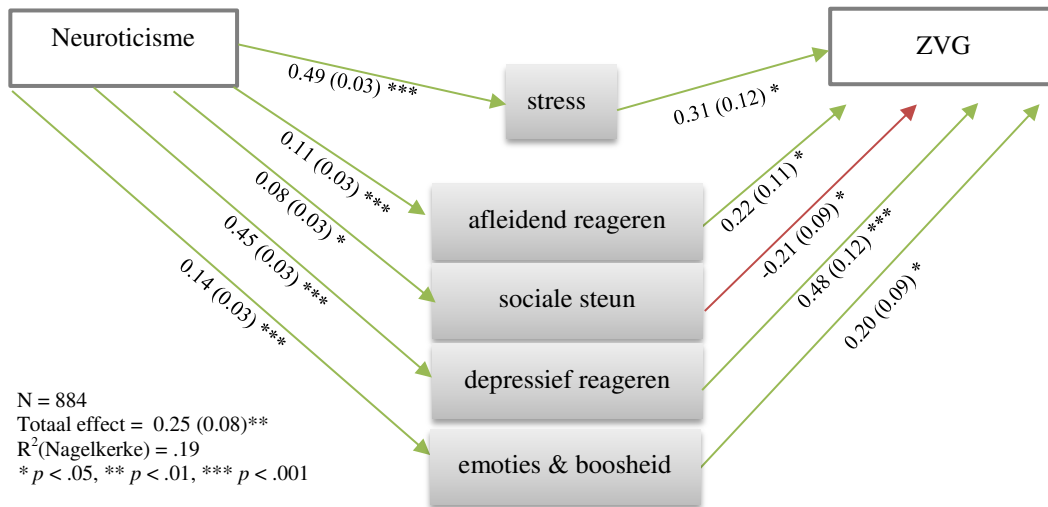 Neuroticisme
ZVG
0.49 (0.03) ***
stress
0.31 (0.12) *
0.11 (0.03) ***
0.08 (0.03) *
0.45 (0.03) ***
0.14 (0.03) ***
afleidend reageren
sociale steun
depressief reageren
emoties & boosheid
0.22 (0.11) *
-0.21 (0.09) *
0.48 (0.12) ***
0.20 (0.09) *
N = 884
Totaal effect = 0.25 (0.08)**
R²(Nagelkerke) = .19
* p < .05, ** p < .01, *** p < .001